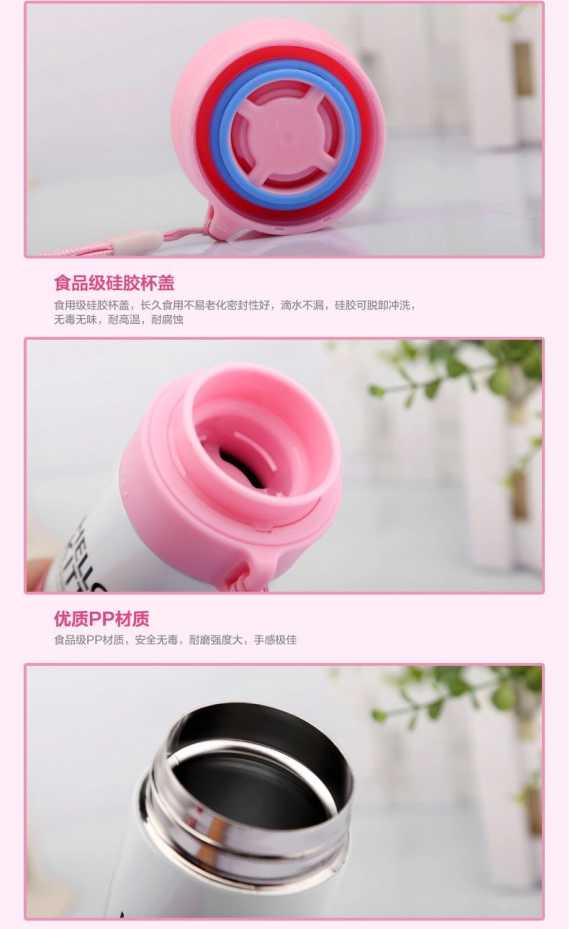 食品级硅胶杯盖
食用级硅胶杯盖，长久食用不易老化密封性好，滴水不漏，硅胶可脱卸冲洗，
无毒无味，耐高温，耐腐蚀
HELLO
KITT
优质PP材质
食品级PP材质，安全无毒，耐磨强度大，手感极佳